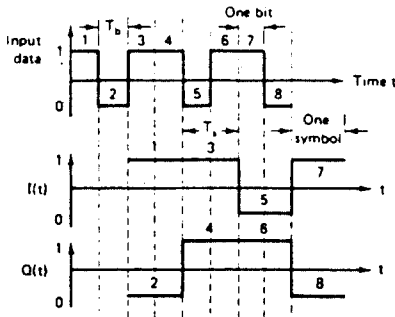 One bit
Input data
1
0
1 T_b 3 4 6 7
2 5 8
Time t
T_s
One symbol
I(t)
1
0
1 3 7
5
t
Q(t)
1
0
4 6
2 8
t